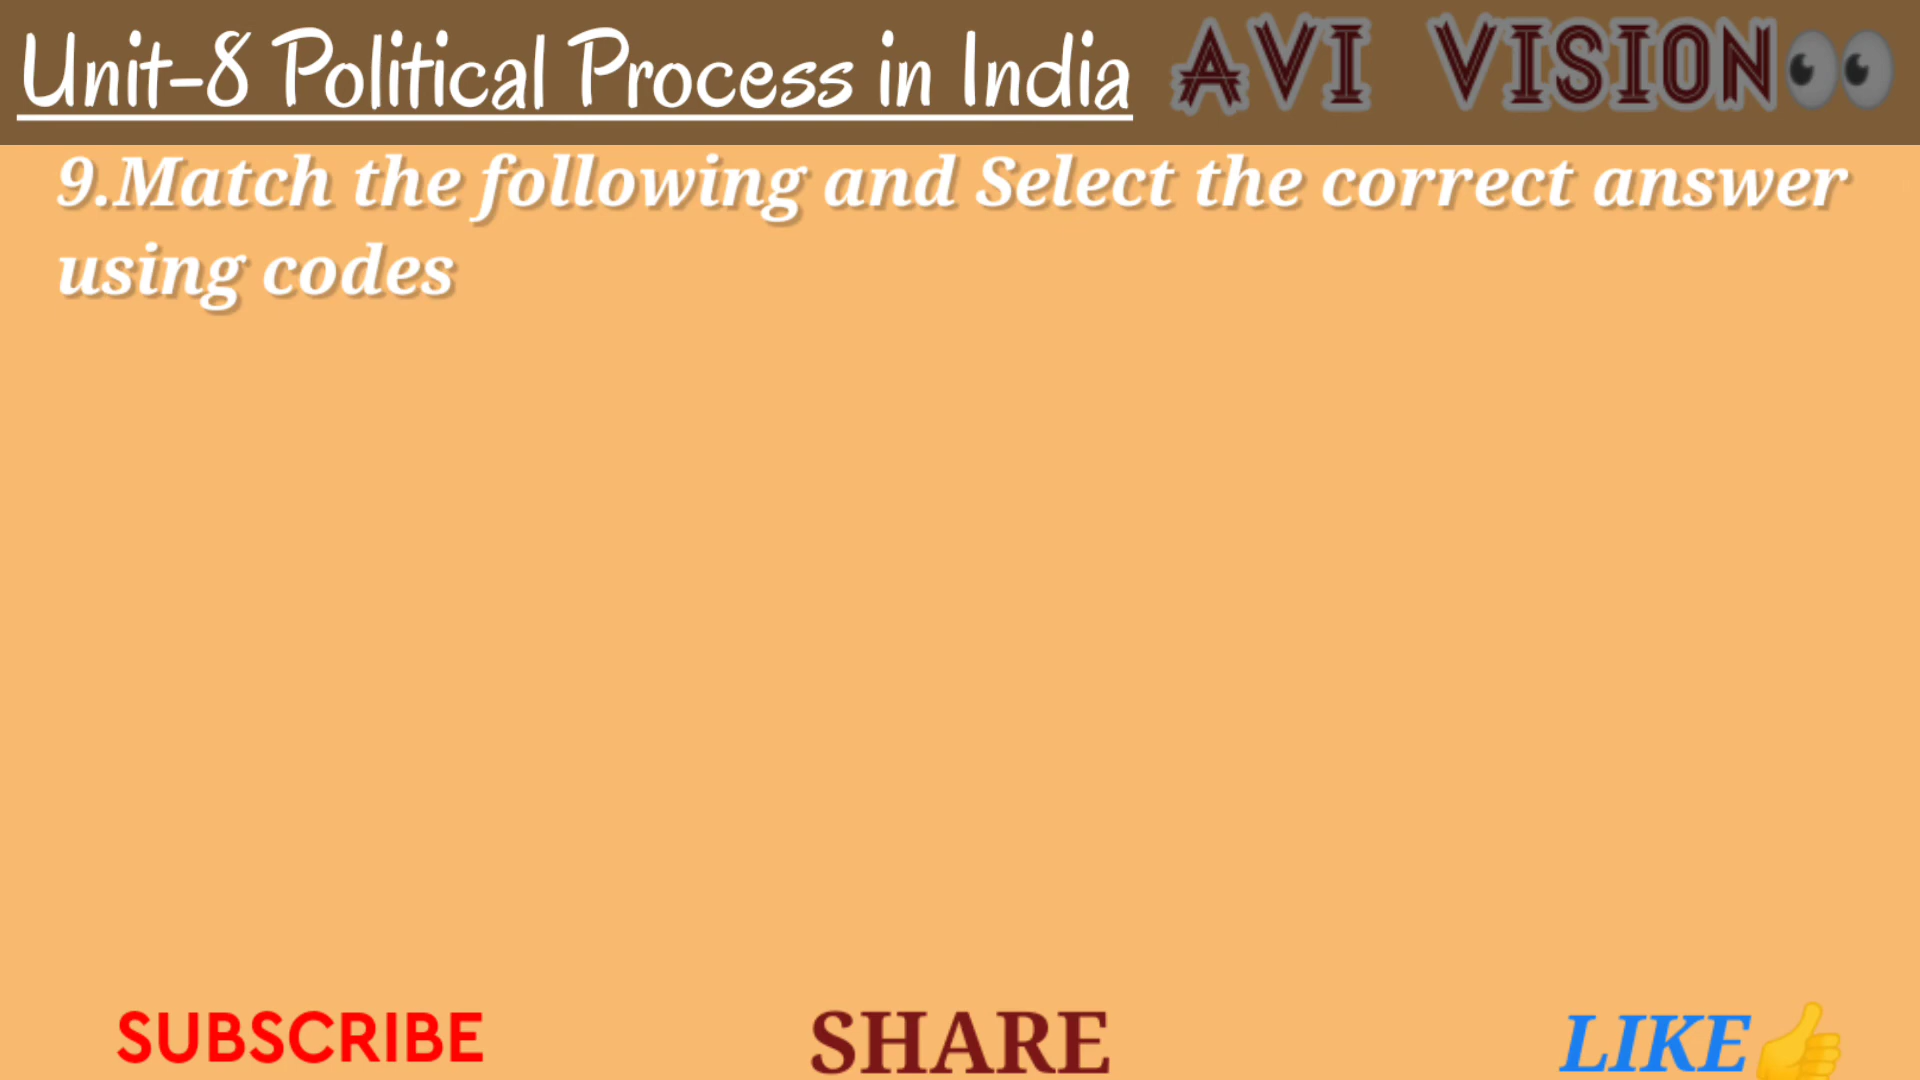 Unit-8 Political Process in India AVI VISION👀
9.Match the following and Select the correct answer
using codes
SUBSCRIBE SHARE LIKE👍